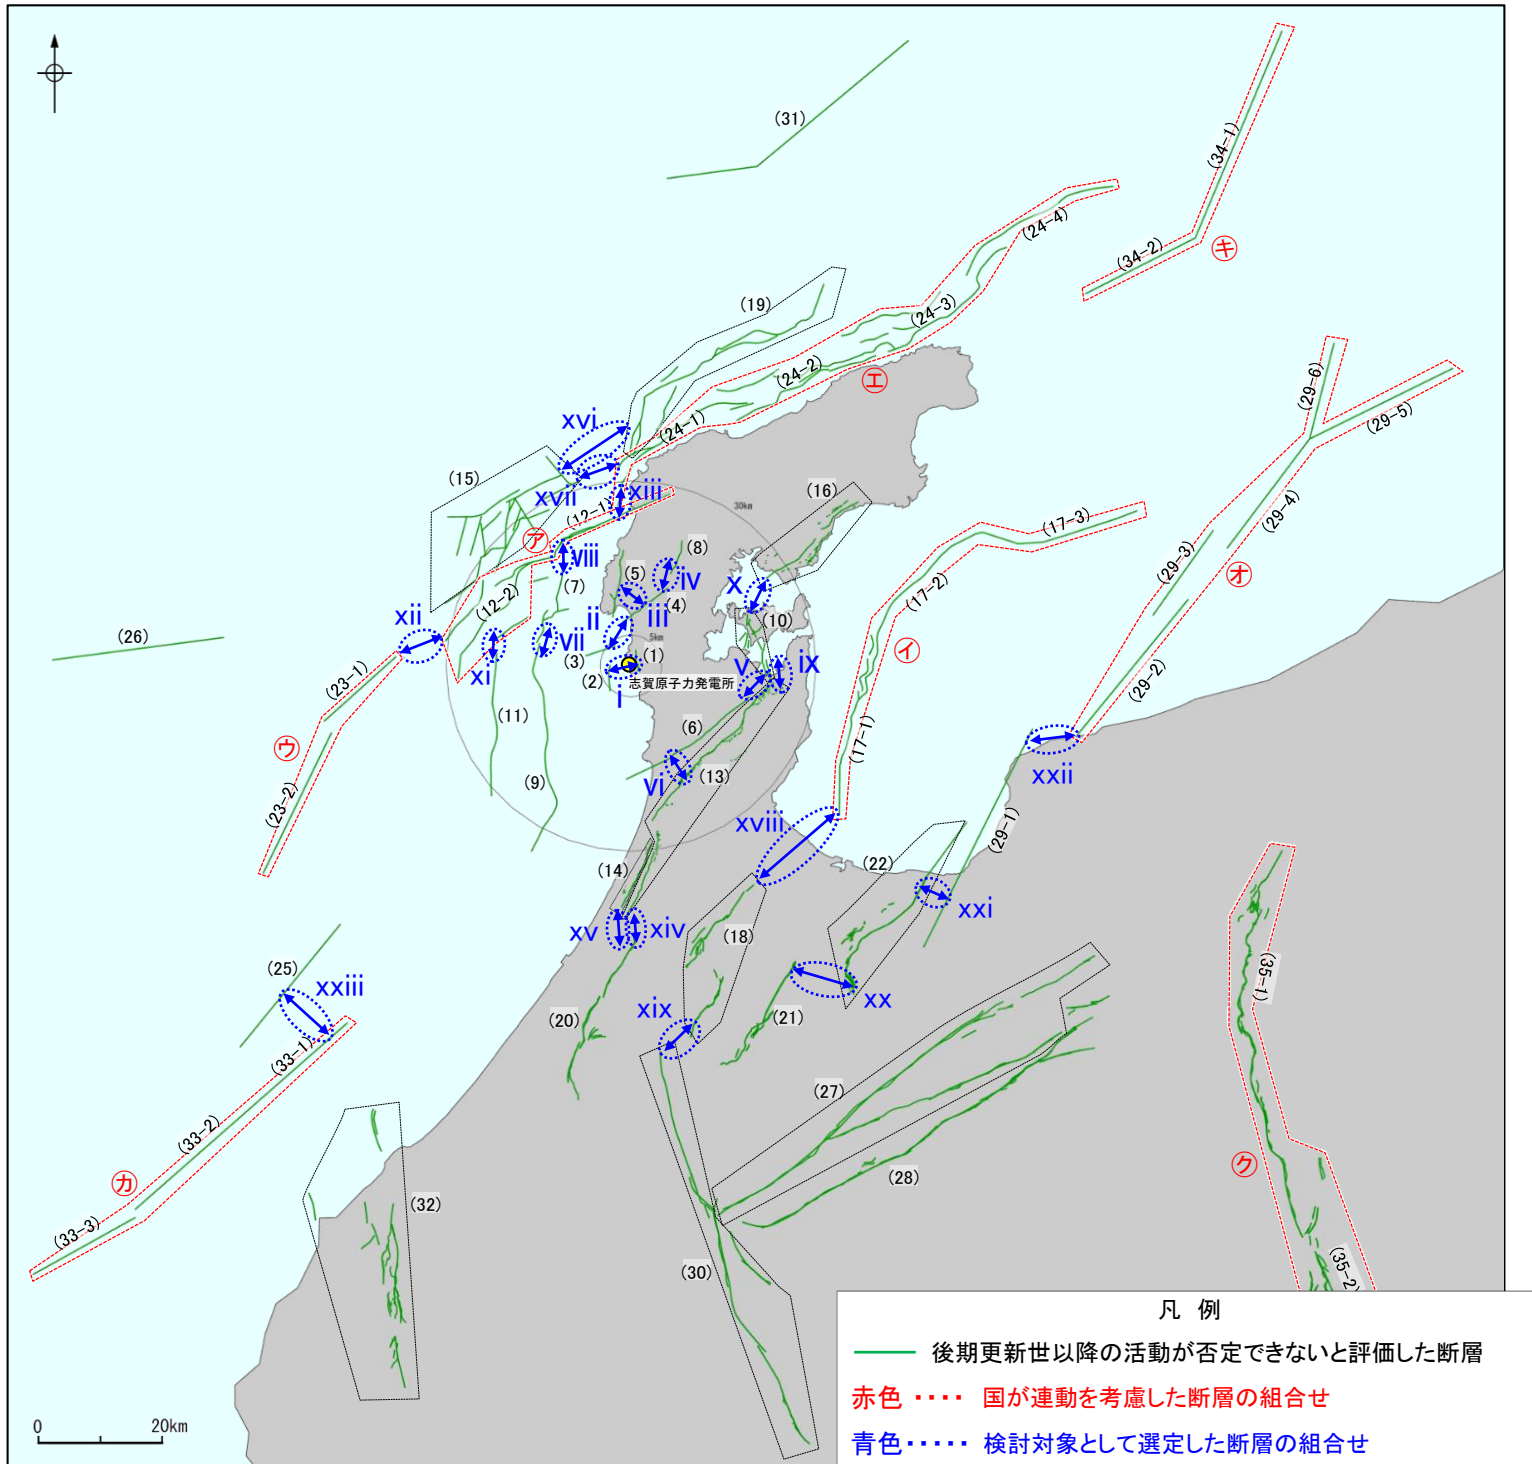 (31)
(34-1)
(24-4)
(34-2)
㋖
(19)
(24-3)
(24-2)
㋓
(29-6)
(29-5)
xvi
(24-1)
(15)
xvii
xiii
(16)
30km
(12-1)
㋐
(17-3)
(29-4)
viii
(8)
(5)
iv
(7)
x
(4)
(29-3)
㋔
(17-2)
(12-2)
ii
iii
(10)
xii
(26)
vii
5km
(3)
(1)
㋑
xi
(2)
v
ix
志賀原子力発電所
i
(23-1)
(29-2)
(11)
(6)
(17-1)
㋒
xxii
(9)
vi
(13)
(23-2)
xviii
(29-1)
(14)
(22)
xxi
xv
xiv
(18)
(25)
xxiii
(35-1)
xx
xix
(20)
(21)
(33-1)
(27)
(33-2)
㋕
㋗
(28)
(32)
(33-3)
(30)
(35-2)
凡 例
後期更新世以降の活動が否定できないと評価した断層
赤色 ‥‥ 国が連動を考慮した断層の組合せ
青色‥‥・ 検討対象として選定した断層の組合せ
0 20km